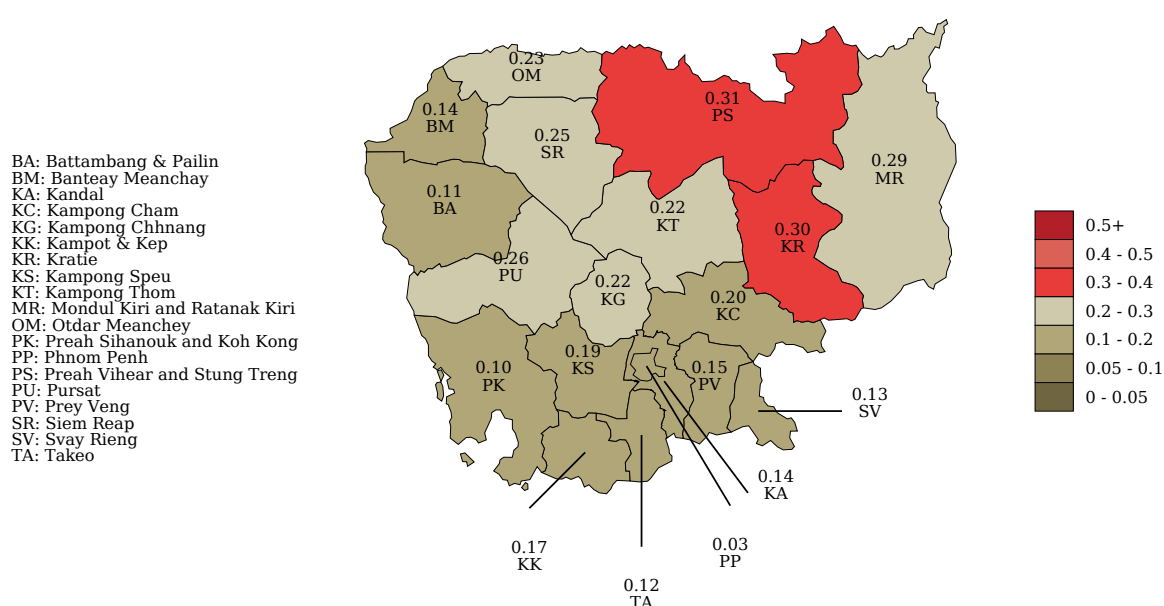 BA: Battambang & Pailin
BM: Banteay Meanchay
KA: Kandal
KC: Kampong Cham
KG: Kampong Chhnang
KK: Kampot & Kep
KR: Kratie
KS: Kampong Speu
KT: Kampong Thom
MR: Mondul Kiri and Ratanak Kiri
OM: Otdar Meanchey
PK: Preah Sihanouk and Koh Kong
PP: Phnom Penh
PS: Preah Vihear and Stung Treng
PU: Pursat
PV: Prey Veng
SR: Siem Reap
SV: Svay Rieng
TA: Takeo
0.23
OM
0.14
BM
0.25
SR
0.31
PS
0.29
MR
0.11
BA
0.22
KT
0.30
KR
0.26
PU
0.22
KG
0.20
KC
0.10
PK
0.19
KS
0.15
PV
0.13
SV
0.14
KA
0.03
PP
0.17
KK
0.12
TA
0.5+
0.4 - 0.5
0.3 - 0.4
0.2 - 0.3
0.1 - 0.2
0.05 - 0.1
0 - 0.05